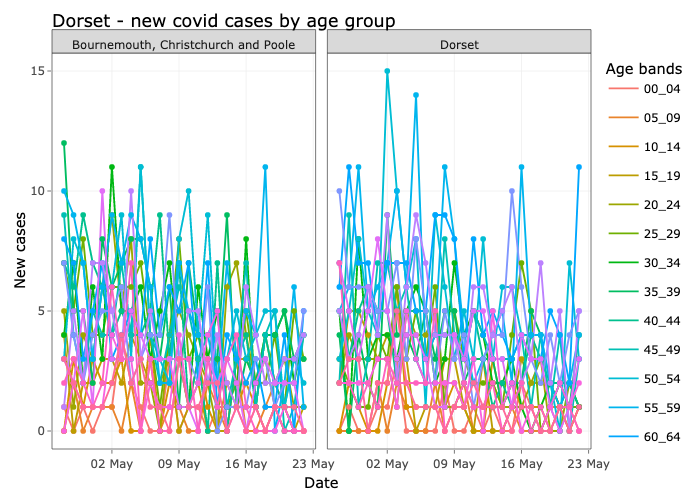 Dorset - new covid cases by age group
Bournemouth, Christchurch and Poole
Dorset
15
10
5
0
New cases
02 May
09 May
16 May
23 May
02 May
09 May
16 May
23 May
Date
Age bands
00_04
05_09
10_14
15_19
20_24
25_29
30_34
35_39
40_44
45_49
50_54
55_59
60_64